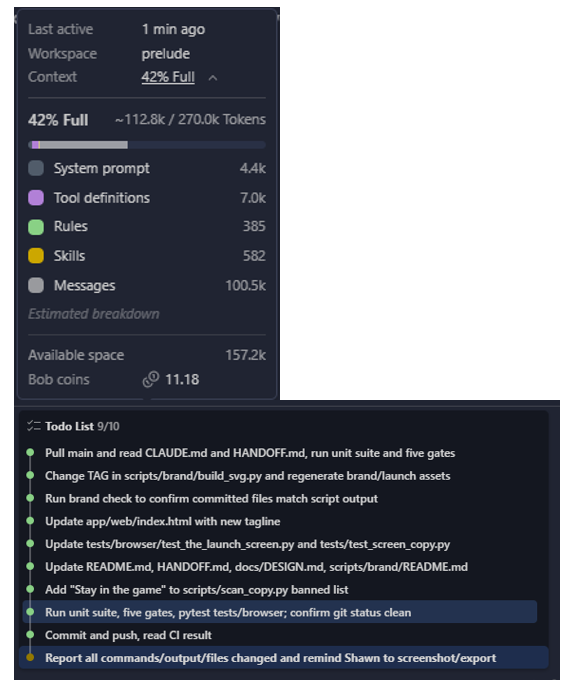 Last active 1 min ago
Workspace prelude
Context 42% Full
42% Full ~112.8k / 270.0k Tokens
System prompt 4.4k
Tool definitions 7.0k
Rules 385
Skills 582
Messages 100.5k
Estimated breakdown
Available space 157.2k
Bob coins 11.18
Todo List 9/10
Pull main and read CLAUDE.md and HANDOFF.md, run unit suite and five gates
Change TAG in scripts/brand/build_svg.py and regenerate brand/launch assets
Run brand check to confirm committed files match script output
Update app/web/index.html with new tagline
Update tests/browser/test_the_launch_screen.py and tests/test_screen_copy.py
Update README.md, HANDOFF.md, docs/DESIGN.md, scripts/brand/README.md
Add "Stay in the game" to scripts/scan_copy.py banned list
Run unit suite, five gates, pytest tests/browser; confirm git status clean
Commit and push, read CI result
Report all commands/output/files changed and remind Shawn to screenshot/export